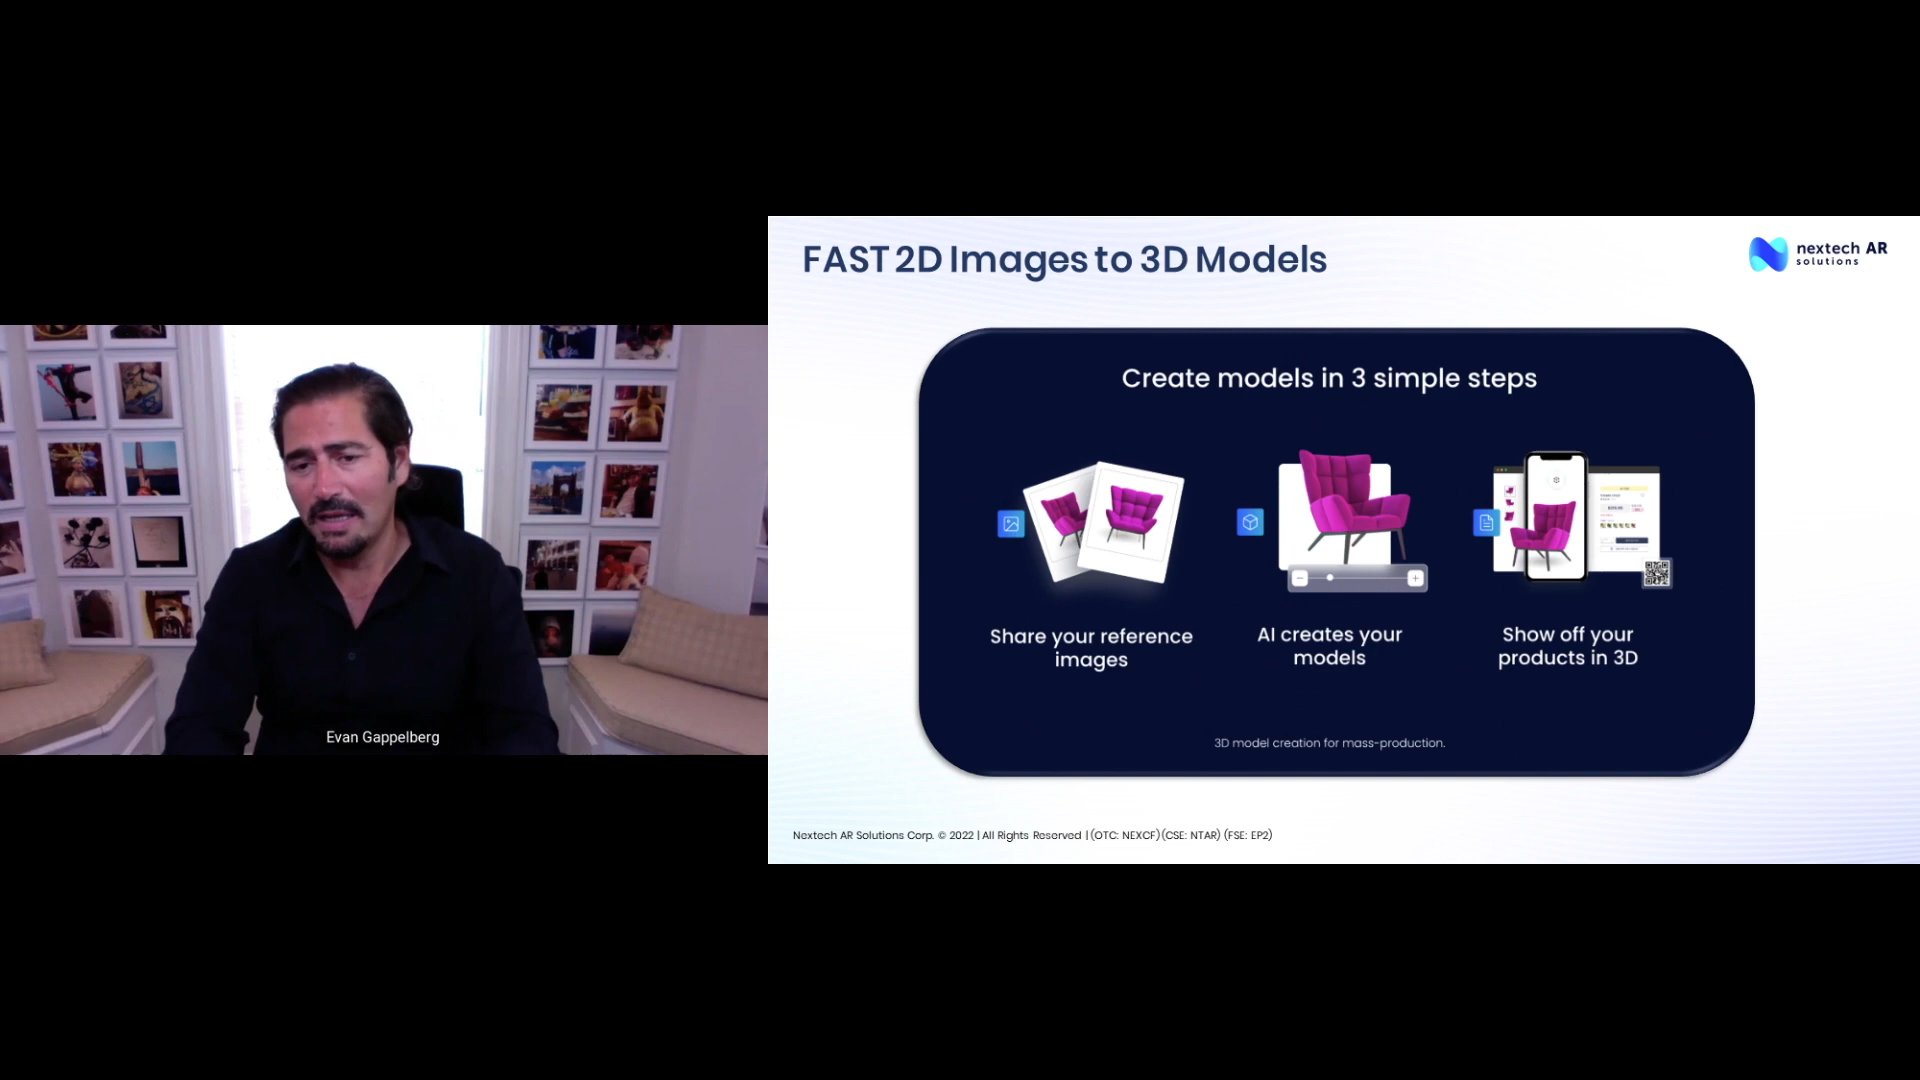 FAST 2D Images to 3D Models
nextech AR
solutions
Create models in 3 simple steps
Share your reference
images
AI creates your
models
Show off your
products in 3D
3D model creation for mass-production.
Nextech AR Solutions Corp. © 2022 | All Rights Reserved | (OTC: NEXCF)(CSE: NTAR) (FSE: EP2)
Evan Gappelberg